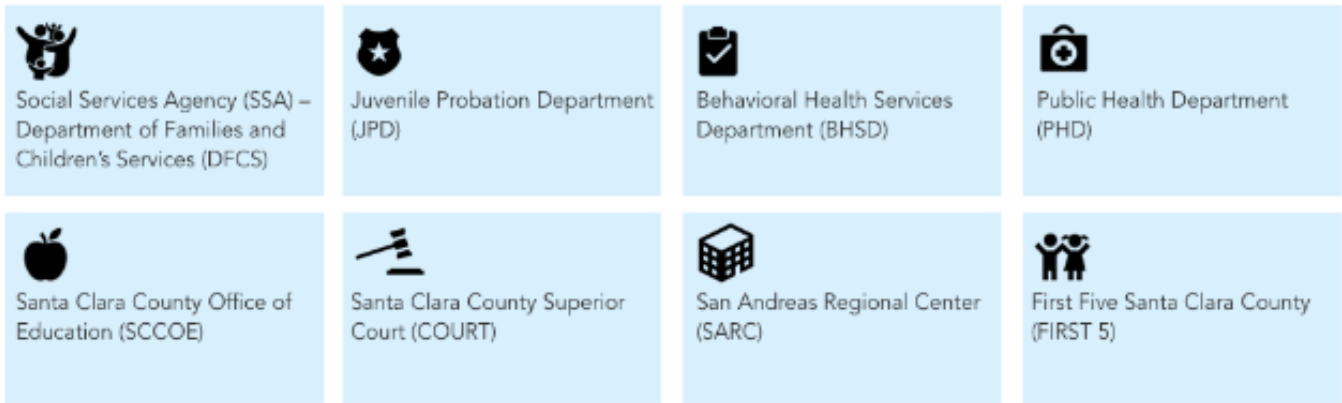 Social Services Agency (SSA) –
Department of Families and
Children's Services (DFCS)
Juvenile Probation Department
(JPD)
Behavioral Health Services
Department (BHSD)
Public Health Department
(PHD)
Santa Clara County Office of
Education (SCCOE)
Santa Clara County Superior
Court (COURT)
San Andreas Regional Center
(SARC)
First Five Santa Clara County
(FIRST 5)